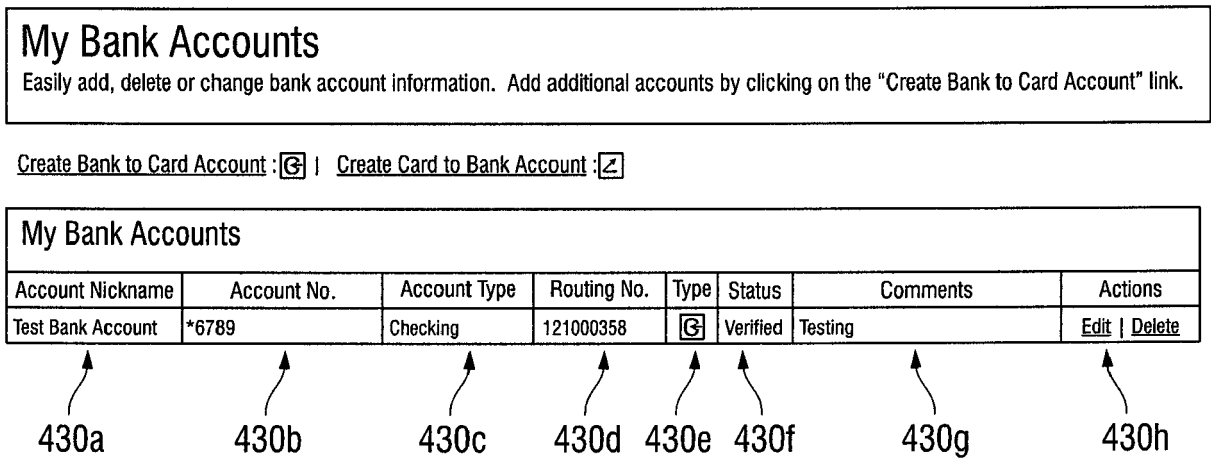 My Bank Accounts
Easily add, delete or change bank account information. Add additional accounts by clicking on the "Create Bank to Card Account" link.
Create Bank to Card Account : | Create Card to Bank Account :
My Bank Accounts
Account Nickname Account No. Account Type Routing No. Type Status Comments Actions
Test Bank Account *6789 Checking 121000358 Verified Testing Edit | Delete
430a 430b 430c 430d 430e 430f 430g 430h